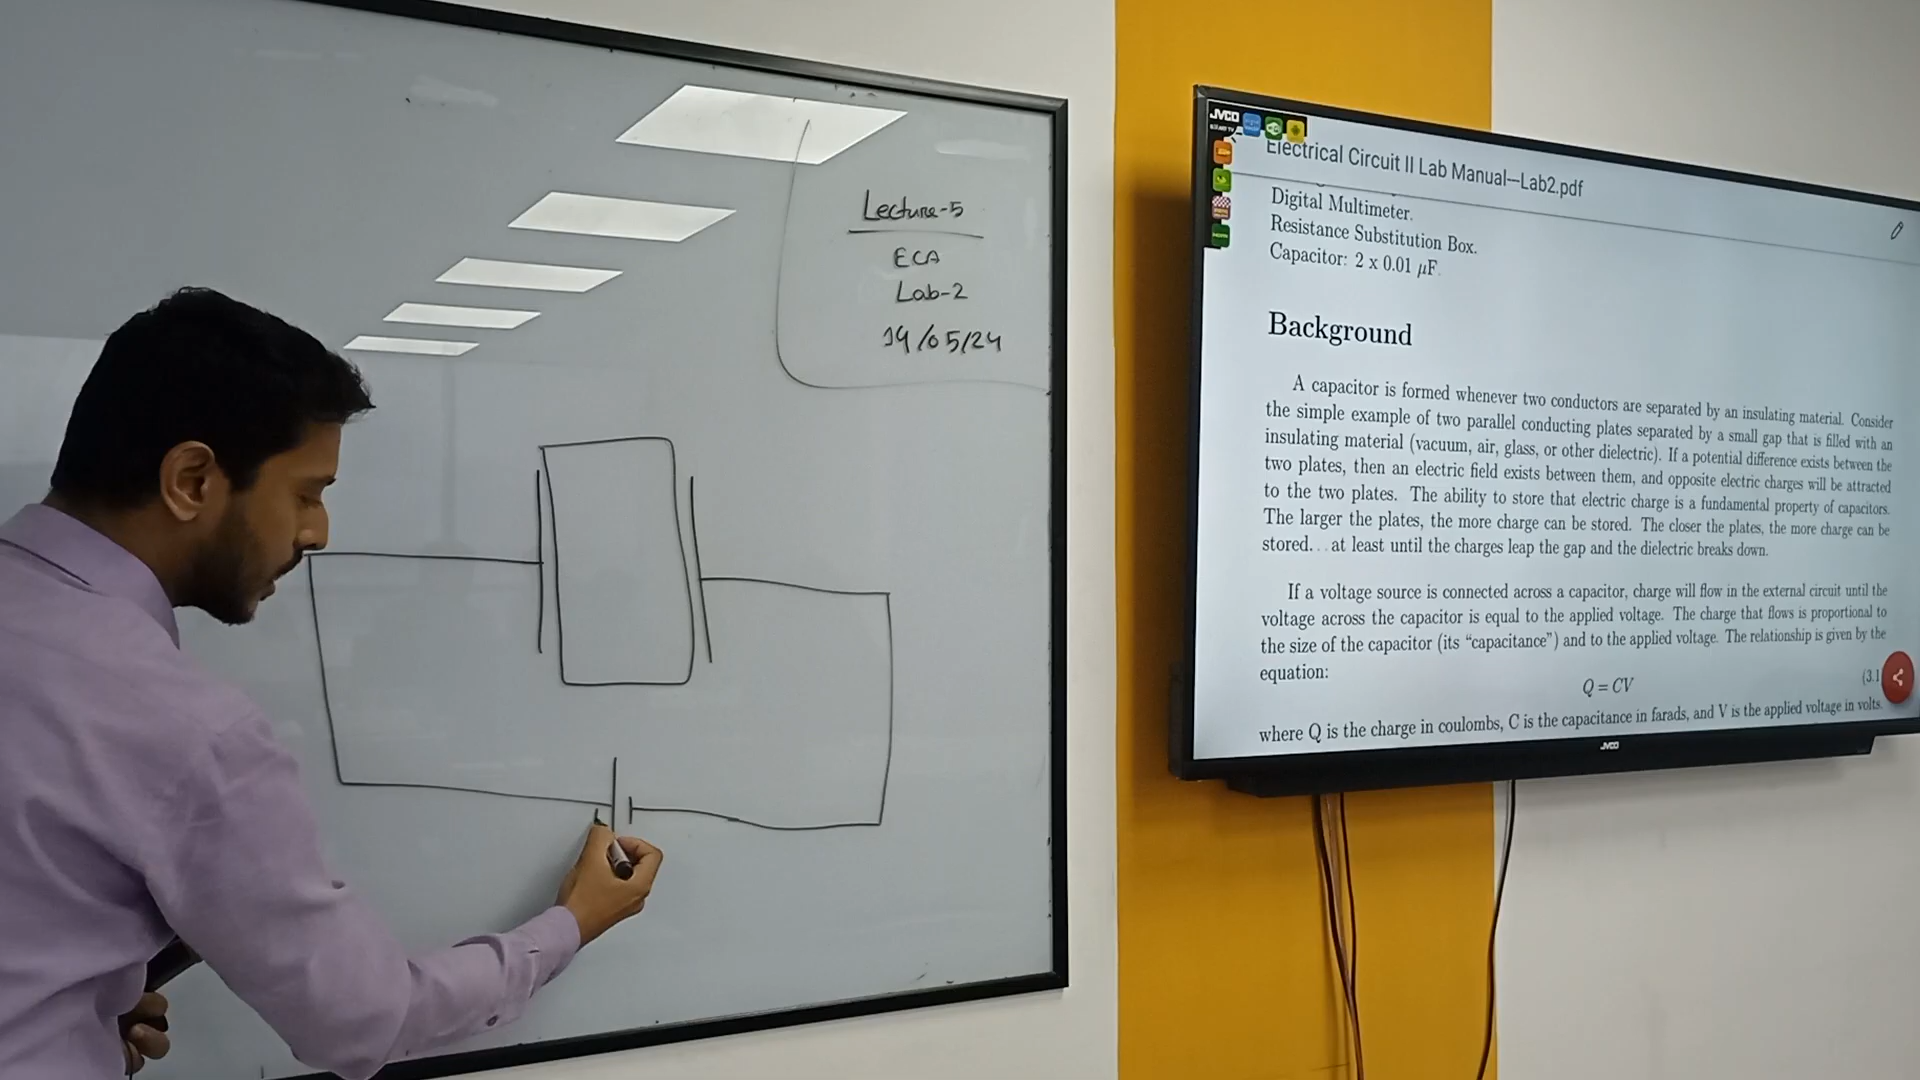 Lecture-5
ECA
Lab-2
14/05/24
JVCO
Electrical Circuit II Lab Manual—Lab2.pdf
Digital Multimeter.
Resistance Substitution Box.
Capacitor: 2 x 0.01 μF.
Background
A capacitor is formed whenever two conductors are separated by an insulating material. Consider
the simple example of two parallel conducting plates separated by a small gap that is filled with an
insulating material (vacuum, air, glass, or other dielectric). If a potential difference exists between the
two plates, then an electric field exists between them, and opposite electric charges will be attracted
to the two plates. The ability to store that electric charge is a fundamental property of capacitors.
The larger the plates, the more charge can be stored. The closer the plates, the more charge can be
stored... at least until the charges leap the gap and the dielectric breaks down.
If a voltage source is connected across a capacitor, charge will flow in the external circuit until the
voltage across the capacitor is equal to the applied voltage. The charge that flows is proportional to
the size of the capacitor (its “capacitance”) and to the applied voltage. The relationship is given by the
equation:
Q = CV (3.1
where Q is the charge in coulombs, C is the capacitance in farads, and V is the applied voltage in volts.
JVCO